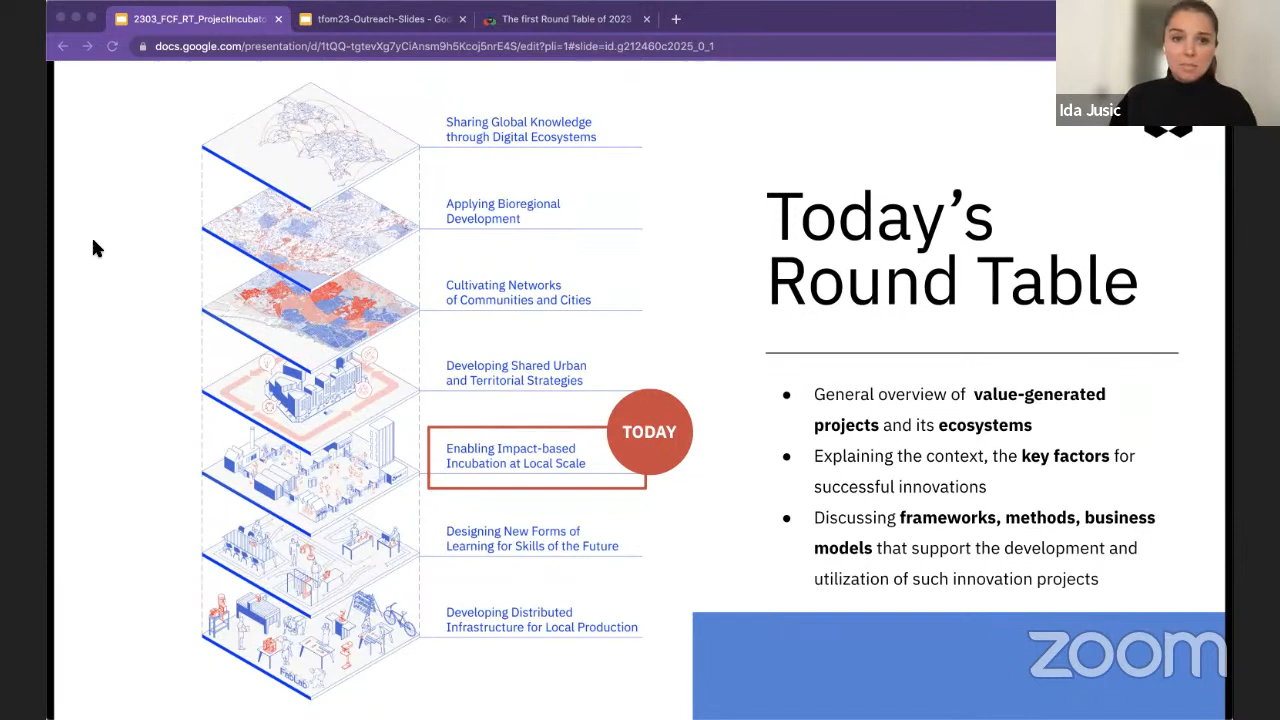 2303_FCF_RT_ProjectIncubato
tfom23-Outreach-Slides - Goo
The first Round Table of 2023
docs.google.com/presentation/d/1tQQ-tgtevXg7yCiAnsm9h5Kcoj5nrE4S/edit?pli=1#slide=id.g212460c2025_0_1
Ida Jusic
Sharing Global Knowledge
through Digital Ecosystems
Applying Bioregional
Development
Cultivating Networks
of Communities and Cities
Developing Shared Urban
and Territorial Strategies
TODAY
Enabling Impact-based
Incubation at Local Scale
Designing New Forms of
Learning for Skills of the Future
Developing Distributed
Infrastructure for Local Production
FabLab
Today’s
Round Table
● General overview of value-generated
projects and its ecosystems
● Explaining the context, the key factors for
successful innovations
● Discussing frameworks, methods, business
models that support the development and
utilization of such innovation projects
zoom